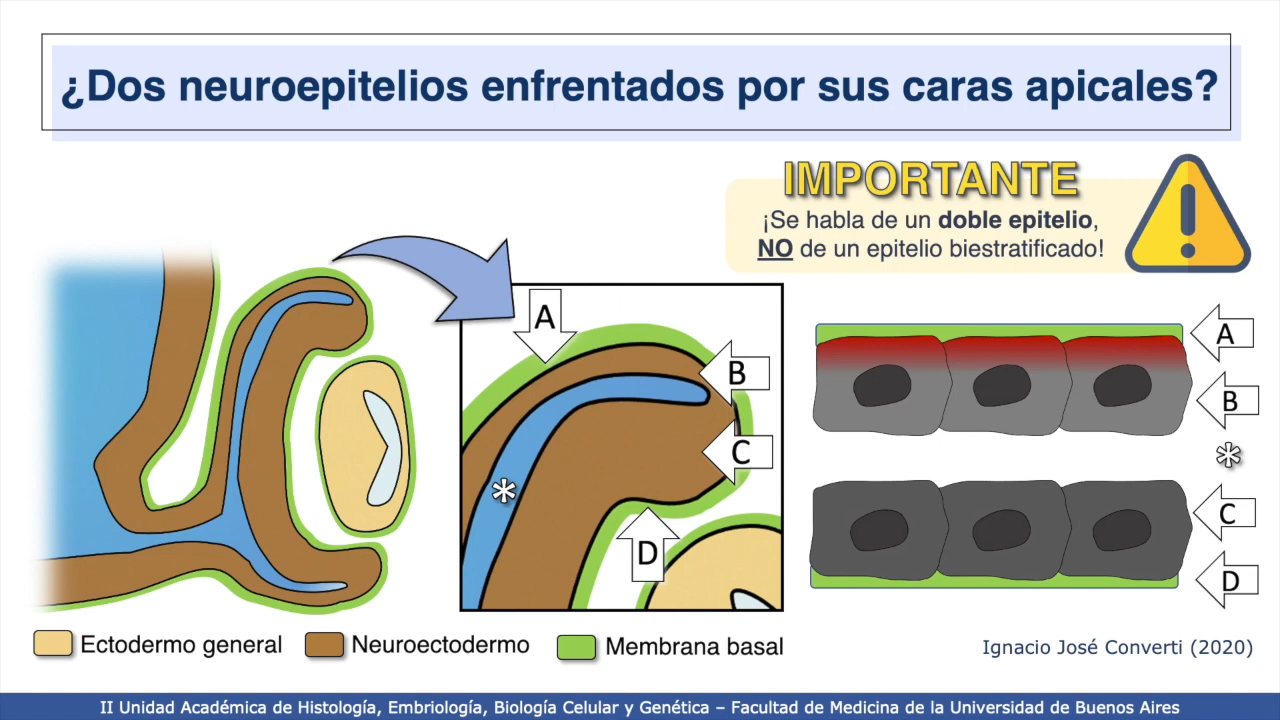 ¿Dos neuroepitelios enfrentados por sus caras apicales?
IMPORTANTE
¡Se habla de un doble epitelio,
NO de un epitelio biestratificado!
A
B
C
*
D
A
B
*
C
D
Ectodermo general
Neuroectodermo
Membrana basal
Ignacio José Converti (2020)
II Unidad Académica de Histología, Embriología, Biología Celular y Genética – Facultad de Medicina de la Universidad de Buenos Aires